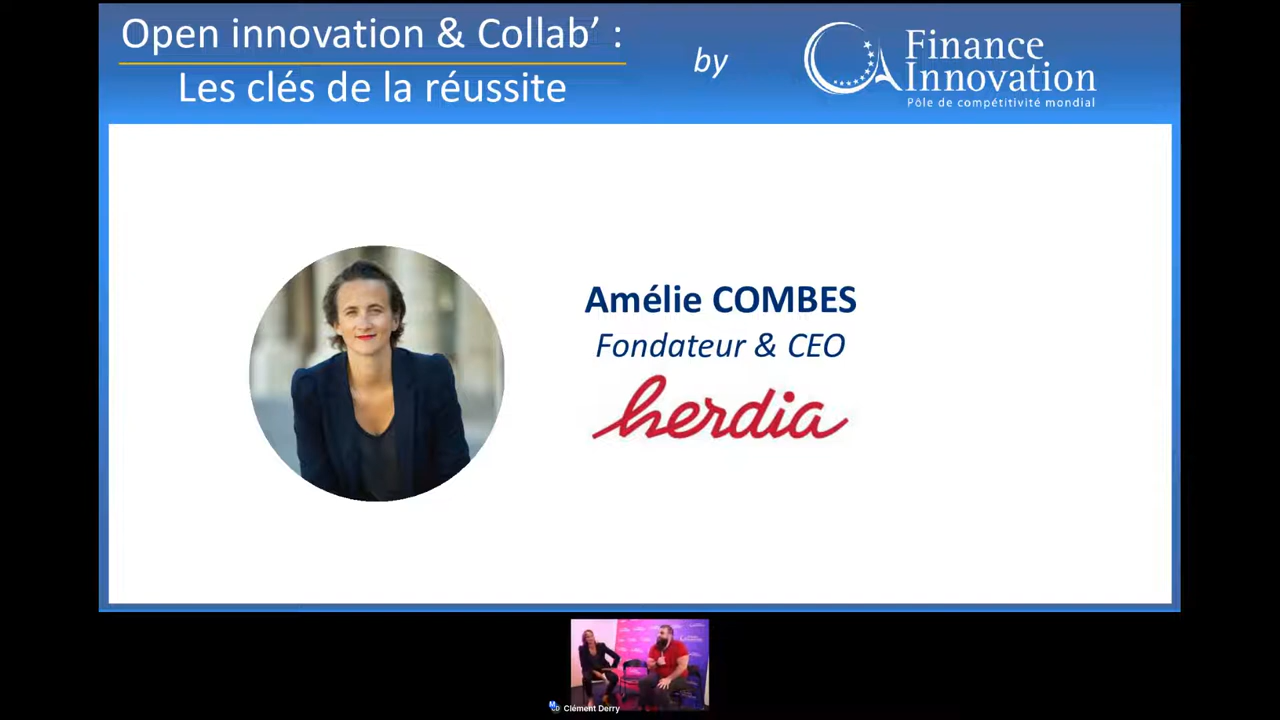 Open innovation & Collab’ :
Les clés de la réussite
by
Finance
Innovation
Pôle de compétitivité mondial
Amélie COMBES
Fondateur & CEO
herdia
Clément Derry